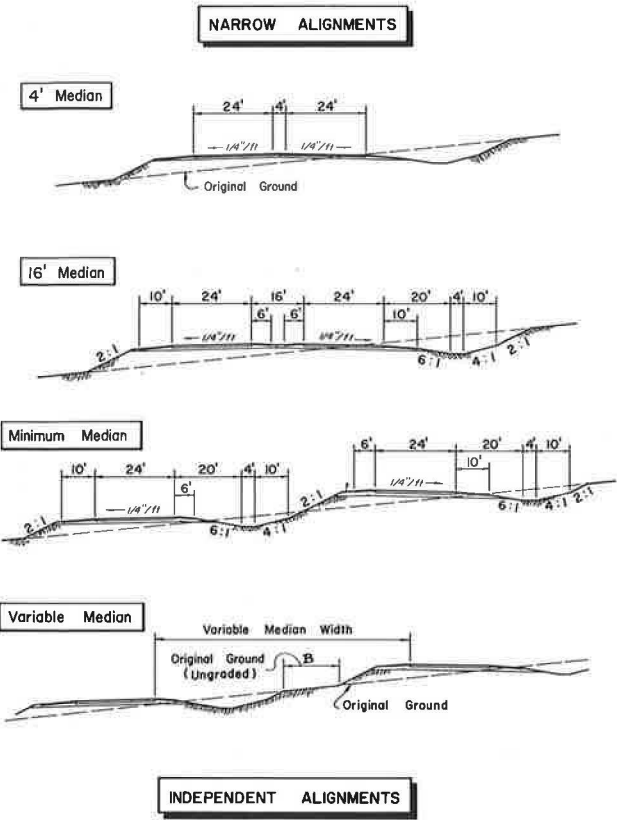 NARROW ALIGNMENTS
4' Median
24' 4' 24'
1/4"/ft 1/4"/ft
Original Ground
16' Median
10' 24' 16' 24' 20' 4' 10'
6' 6' 10'
2:1 1/4"/ft 1/4"/ft 6:1 4:1 2:1
Minimum Median
6' 24' 20' 4' 10'
10' 24' 20' 4' 10' 10'
6' 2:1 1/4"/ft
2:1 1/4"/ft 6:1 4:1 6:1 4:1 2:1
Variable Median
Variable Median Width
Original Ground B
(Ungraded)
Original Ground
INDEPENDENT ALIGNMENTS